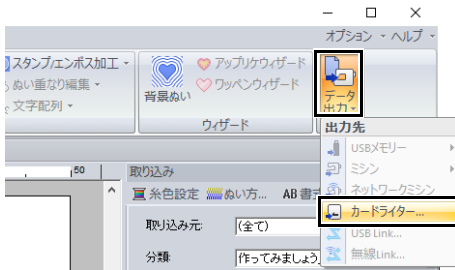 オプション ヘルプ
スタンプ/エンボス加工
ぬい重なり編集
文字配列
背景ぬい
アップリケウィザード
ワッペンウィザード
ウィザード
データ
出力
出力先
USBメモリー
ミシン
ネットワークミシン
カードライター...
USB Link...
無線Link...
50
取り込み
糸色設定 ぬい方... AB 書式
取り込み元: (全て)
分類: 作ってみましょう